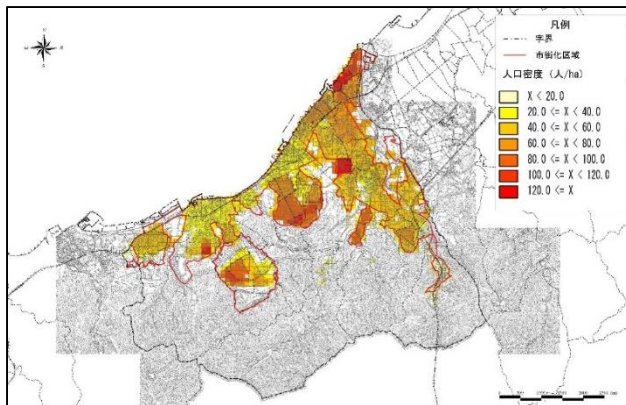 凡例
字界
市街化区域
人口密度 (人/ha)
X < 20.0
20.0 <= X < 40.0
40.0 <= X < 60.0
60.0 <= X < 80.0
80.0 <= X < 100.0
100.0 <= X < 120.0
120.0 <= X